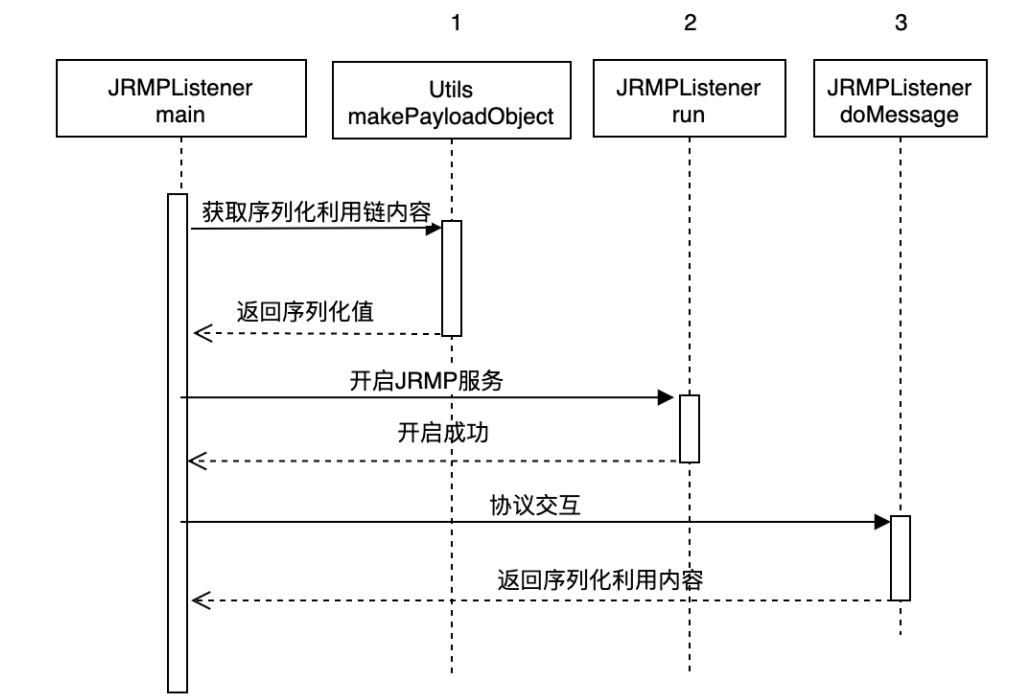 1
2
3
JRMPListener
main
Utils
makePayloadObject
JRMPListener
run
JRMPListener
doMessage
获取序列化利用链内容
返回序列化值
开启JRMP服务
开启成功
协议交互
返回序列化利用内容